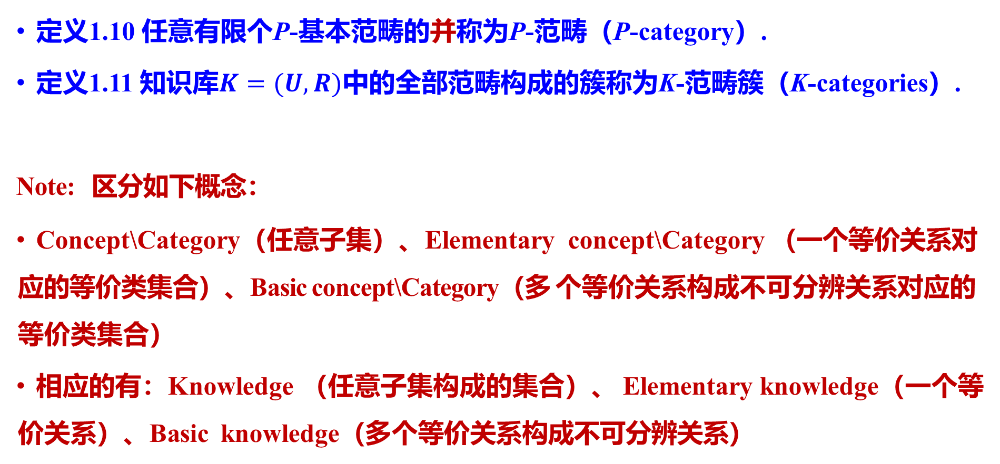 • 定义1.10 任意有限个P-基本范畴的并称为P-范畴（P-category）.
• 定义1.11 知识库K = (U, R)中的全部范畴构成的簇称为K-范畴簇（K-categories）.
Note: 区分如下概念：
• Concept\Category（任意子集）、Elementary concept\Category （一个等价关系对
应的等价类集合）、Basic concept\Category（多 个等价关系构成不可分辨关系对应的
等价类集合）
• 相应的有：Knowledge （任意子集构成的集合）、 Elementary knowledge（一个等
价关系）、Basic knowledge（多个等价关系构成不可分辨关系）